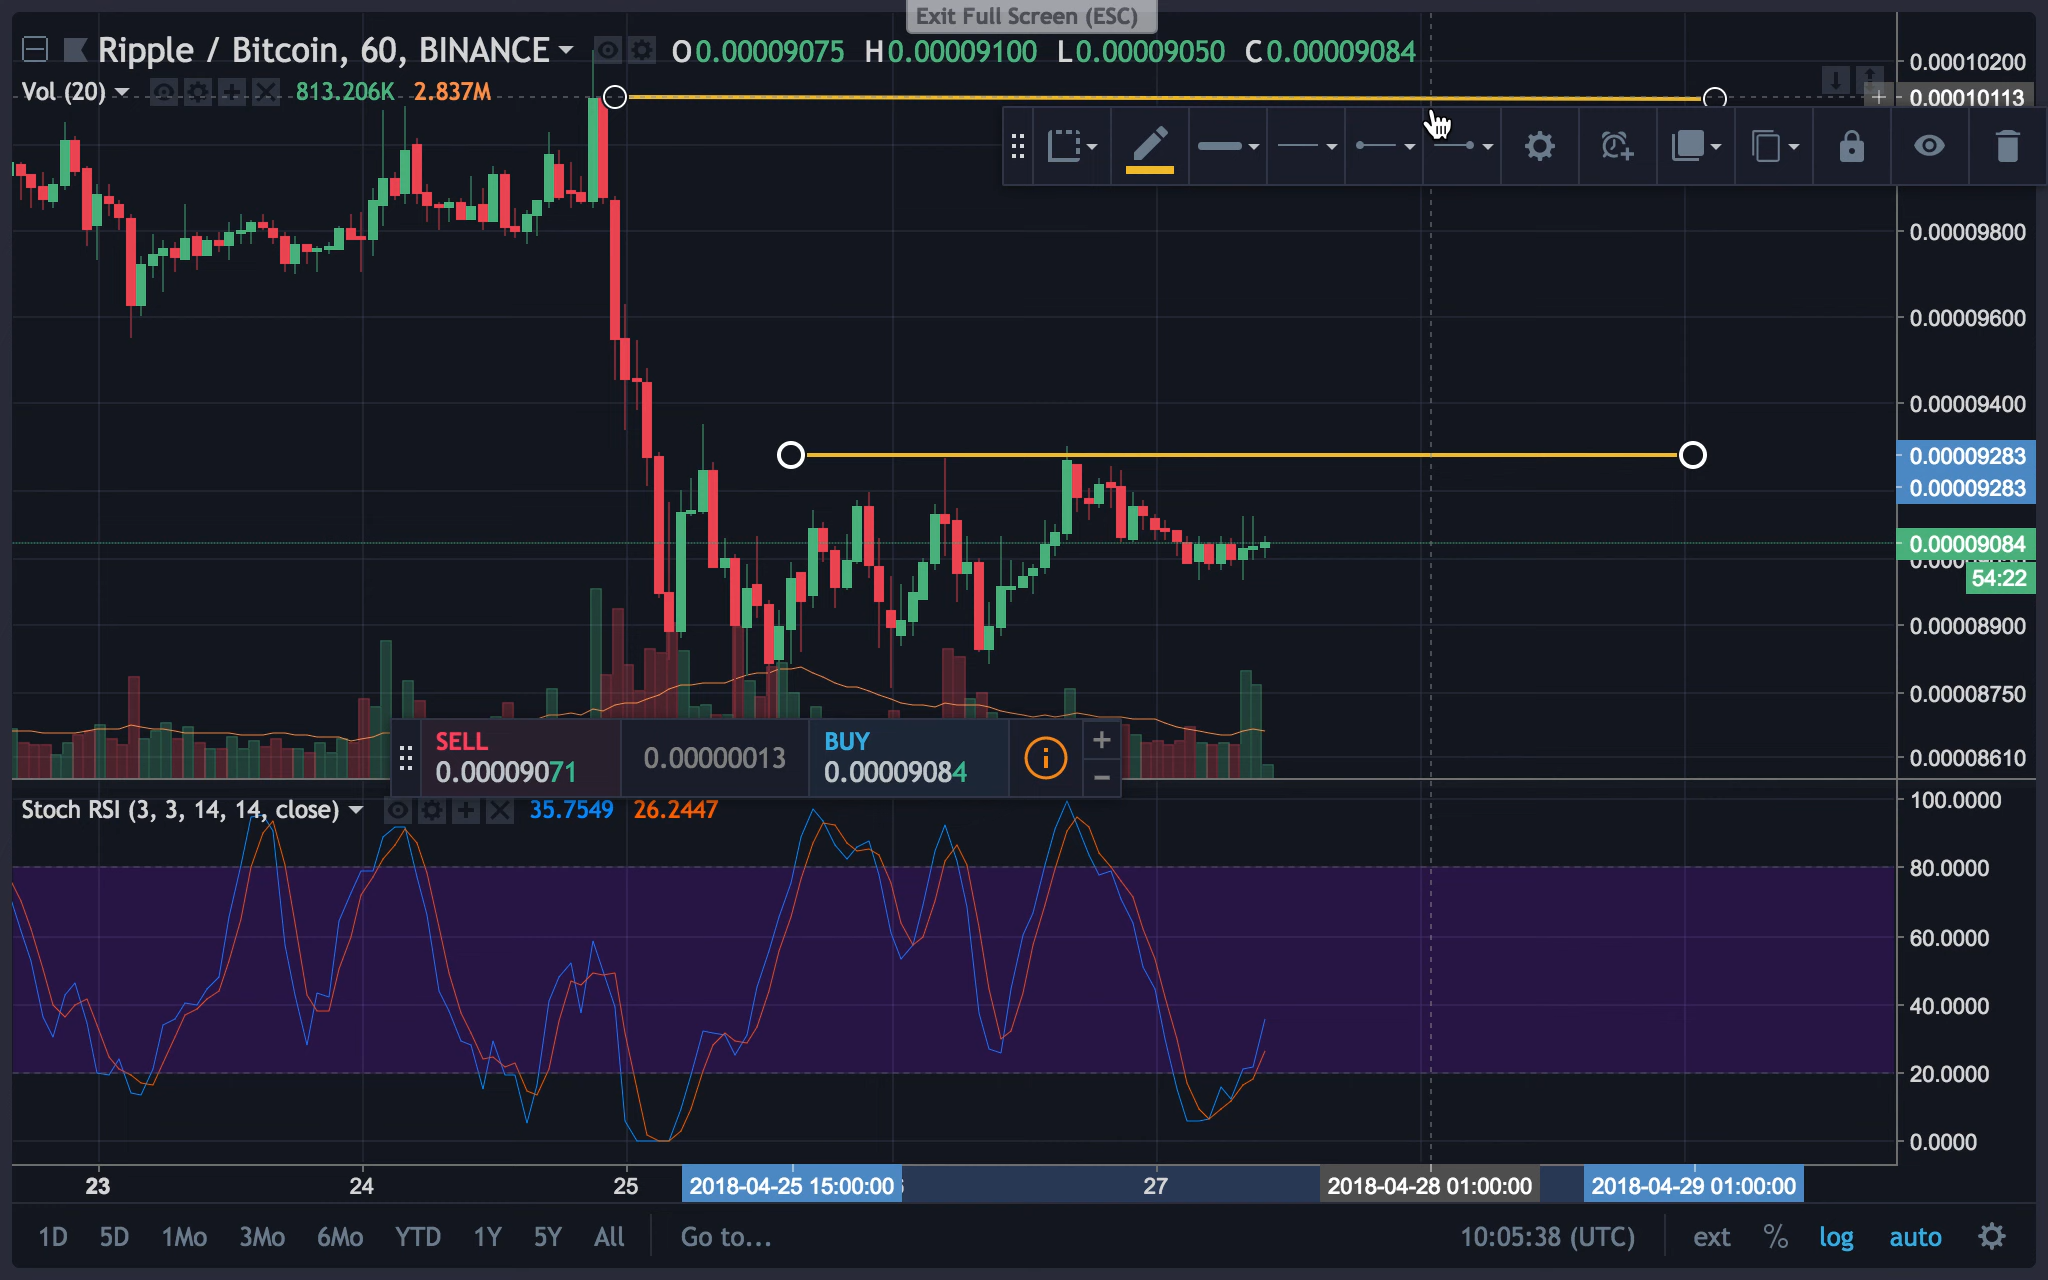 Exit Full Screen (ESC)
Ripple / Bitcoin, 60, BINANCE O 0.00009075 H 0.00009100 L 0.00009050 C 0.00009084
Vol (20) 813.206K 2.837M
0.00010200
0.00010113
0.00009800
0.00009600
0.00009400
0.00009283
0.00009283
0.00009084
54:22
0.00008900
0.00008750
0.00008610
SELL
0.00009071
0.00000013
BUY
0.00009084
Stoch RSI (3, 3, 14, 14, close) 35.7549 26.2447
100.0000
80.0000
60.0000
40.0000
20.0000
0.0000
23 24 25 2018-04-25 15:00:00 27 2018-04-28 01:00:00 2018-04-29 01:00:00
1D 5D 1Mo 3Mo 6Mo YTD 1Y 5Y All Go to... 10:05:38 (UTC) ext % log auto